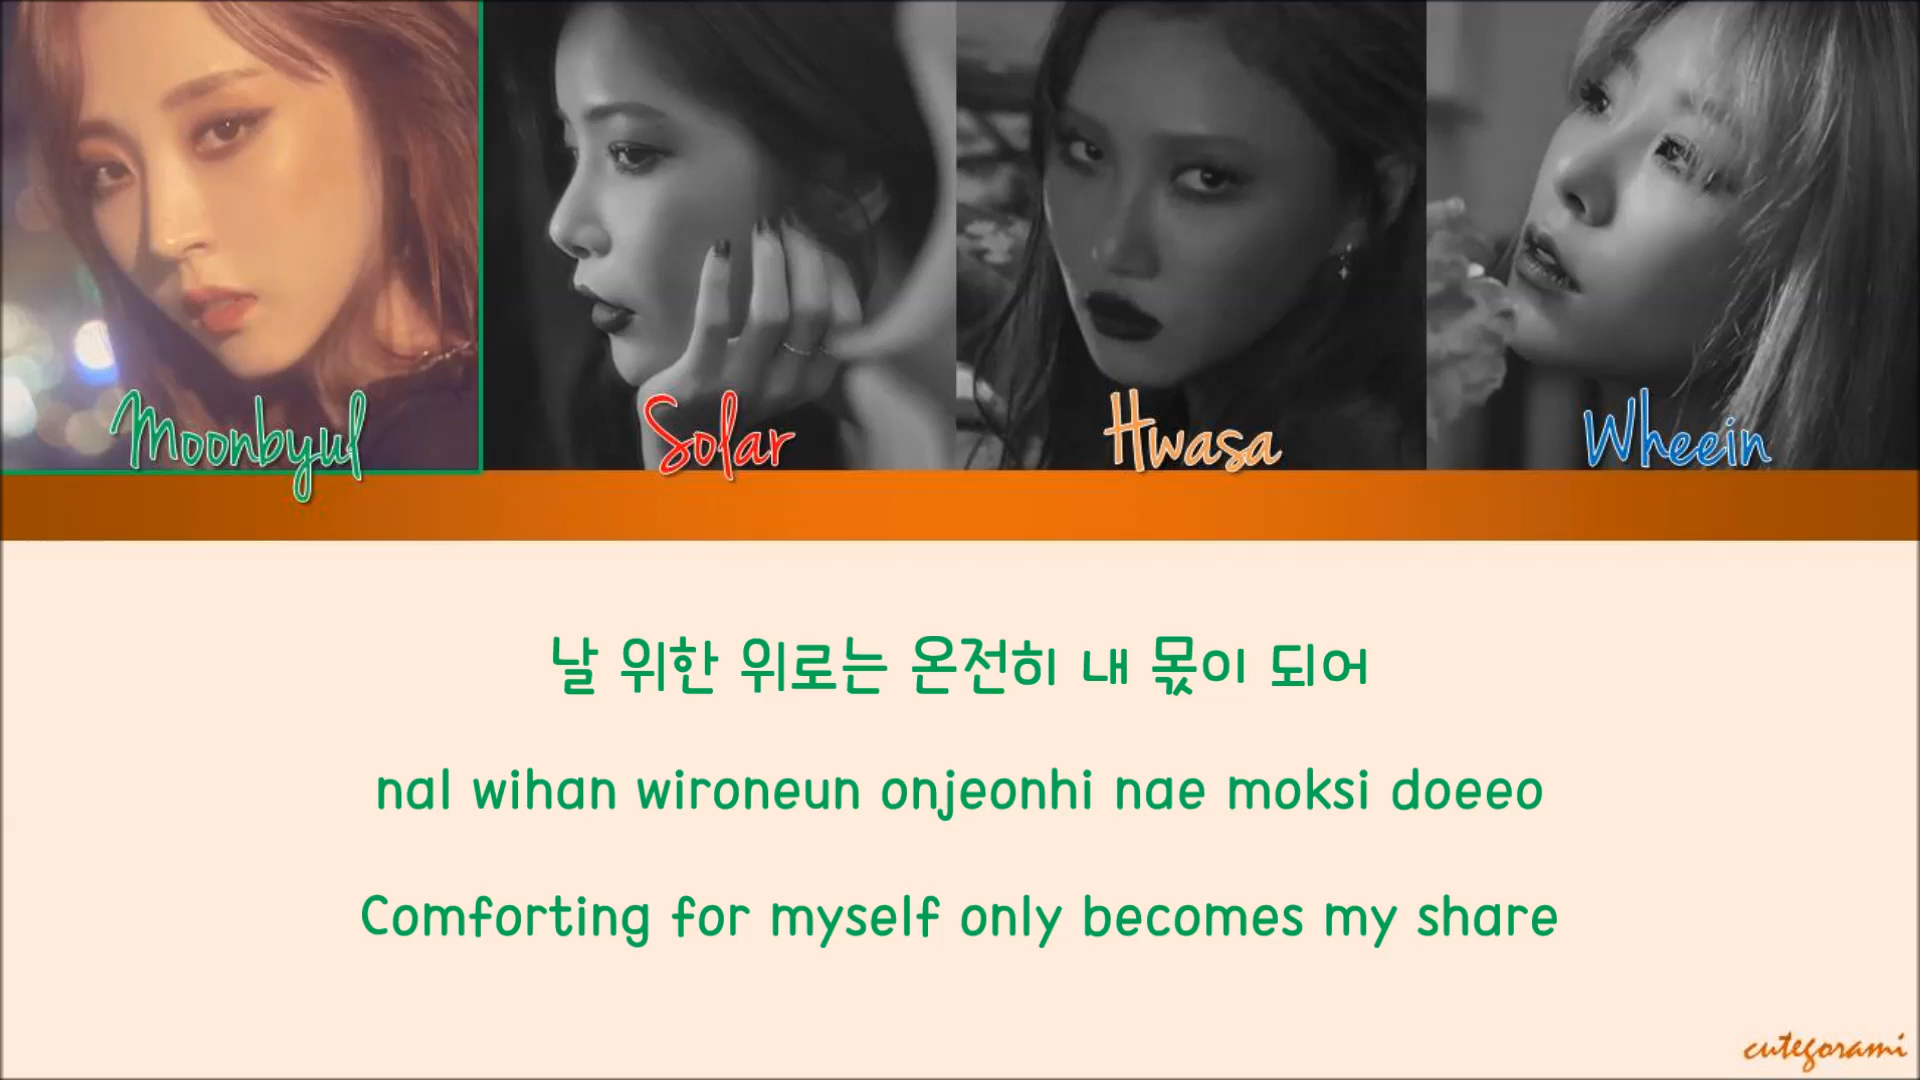 Moonbyul Solar Hwasa Wheein
날 위한 위로는 온전히 내 몫이 되어
nal wihan wironeun onjeonhi nae moksi doeeo
Comforting for myself only becomes my share
cutegorami